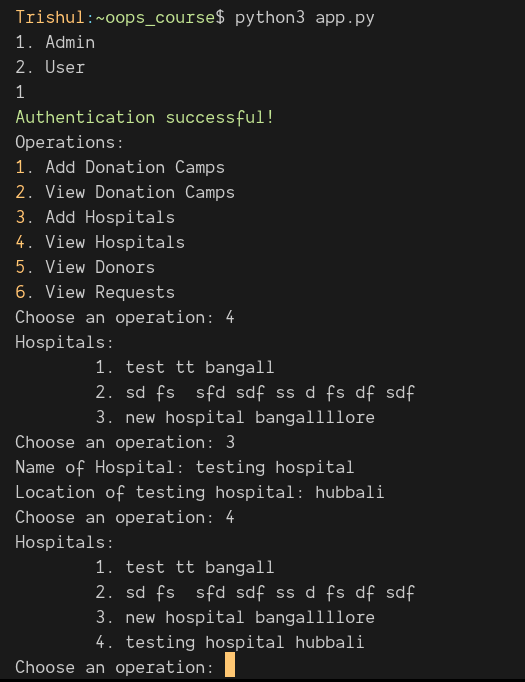 Trishul:~oops_course$ python3 app.py
1. Admin
2. User
1
Authentication successful!
Operations:
1. Add Donation Camps
2. View Donation Camps
3. Add Hospitals
4. View Hospitals
5. View Donors
6. View Requests
Choose an operation: 4
Hospitals:
        1. test tt bangall
        2. sd fs  sfd sdf ss d fs df sdf
        3. new hospital bangallllore
Choose an operation: 3
Name of Hospital: testing hospital
Location of testing hospital: hubbali
Choose an operation: 4
Hospitals:
        1. test tt bangall
        2. sd fs  sfd sdf ss d fs df sdf
        3. new hospital bangallllore
        4. testing hospital hubbali
Choose an operation: